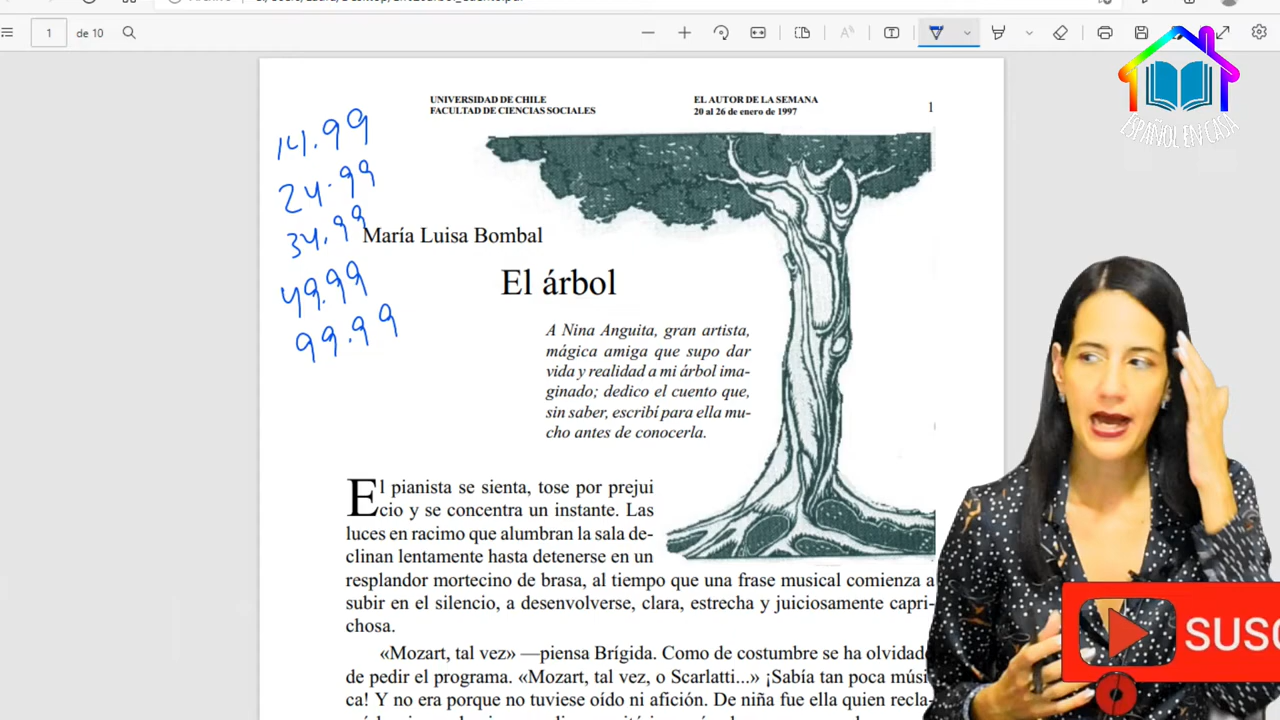 1
de 10
UNIVERSIDAD DE CHILE
FACULTAD DE CIENCIAS SOCIALES
EL AUTOR DE LA SEMANA
20 al 26 de enero de 1997
1
ESPAÑOL EN CASA
14.99
24.99
34.99
49.99
99.99
María Luisa Bombal
El árbol
A Nina Anguita, gran artista,
mágica amiga que supo dar
vida y realidad a mi árbol ima-
ginado; dedico el cuento que,
sin saber, escribí para ella mu-
cho antes de conocerla.
El pianista se sienta, tose por prejui
cio y se concentra un instante. Las
luces en racimo que alumbran la sala de-
clinan lentamente hasta detenerse en un
resplandor mortecino de brasa, al tiempo que una frase musical comienza a
subir en el silencio, a desenvolverse, clara, estrecha y juiciosamente capri-
chosa.
«Mozart, tal vez» —piensa Brígida. Como de costumbre se ha olvidad
de pedir el programa. «Mozart, tal vez, o Scarlatti...» ¡Sabía tan poca músi
ca! Y no era porque no tuviese oído ni afición. De niña fue ella quien recla-
SUSC